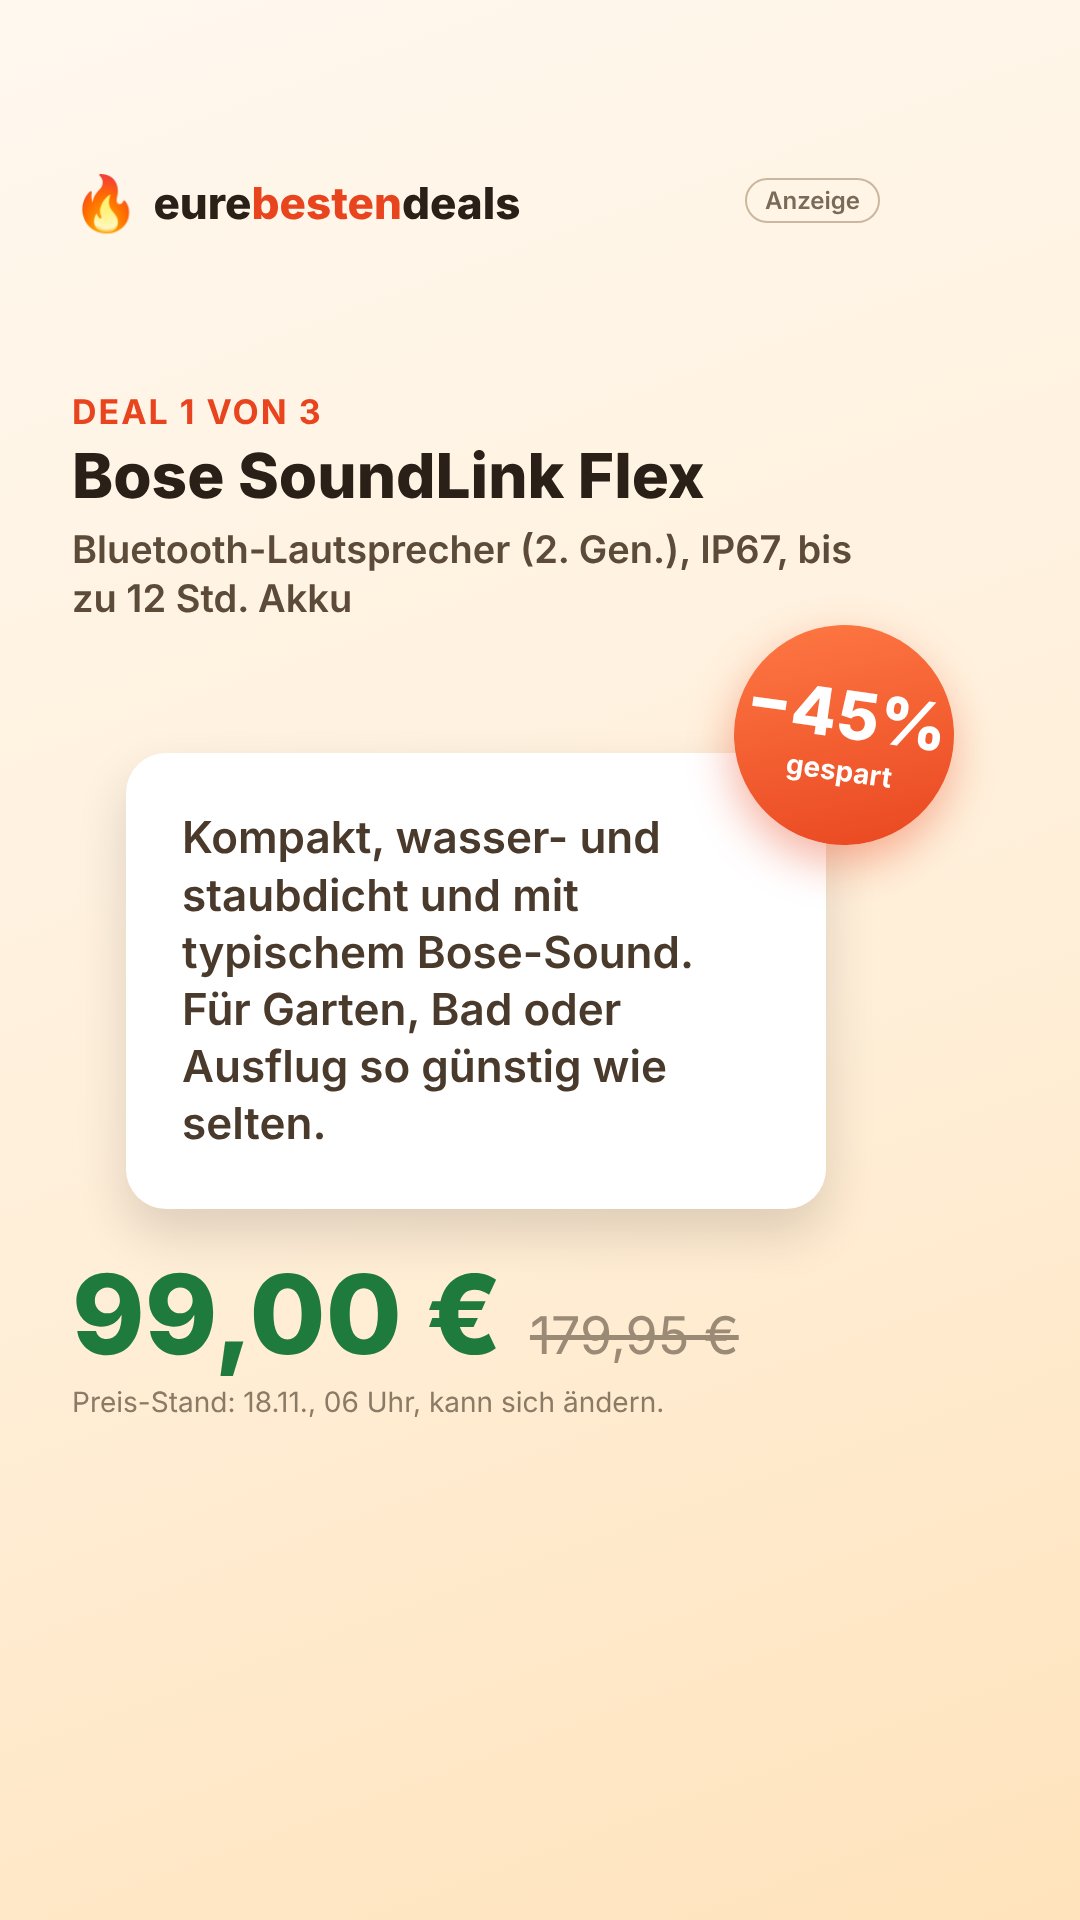 eurebestendeals
Anzeige
DEAL 1 VON 3
Bose SoundLink Flex
Bluetooth-Lautsprecher (2. Gen.), IP67, bis
zu 12 Std. Akku
−45%
gespart
Kompakt, wasser- und
staubdicht und mit
typischem Bose-Sound.
Für Garten, Bad oder
Ausflug so günstig wie
selten.
99,00 € 179,95 €
Preis-Stand: 18.11., 06 Uhr, kann sich ändern.